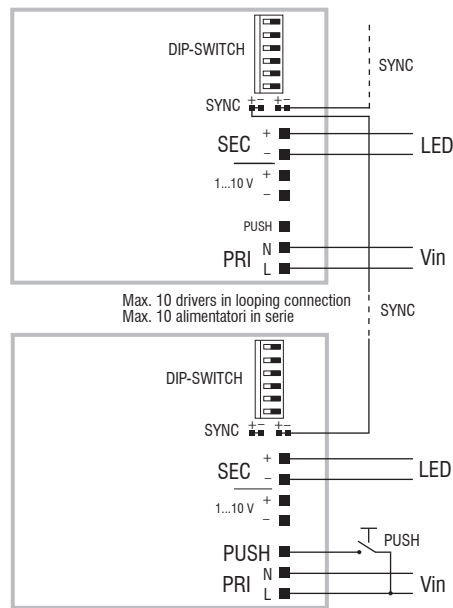 DIP-SWITCH
SYNC
SYNC + - + -
SEC + -
LED
1...10 V + -
PUSH
PRI N L
Vin
Max. 10 drivers in looping connection
Max. 10 alimentatori in serie
SYNC
DIP-SWITCH
SYNC + - + -
SEC + -
LED
1...10 V + -
PUSH
PUSH
PRI N L
Vin